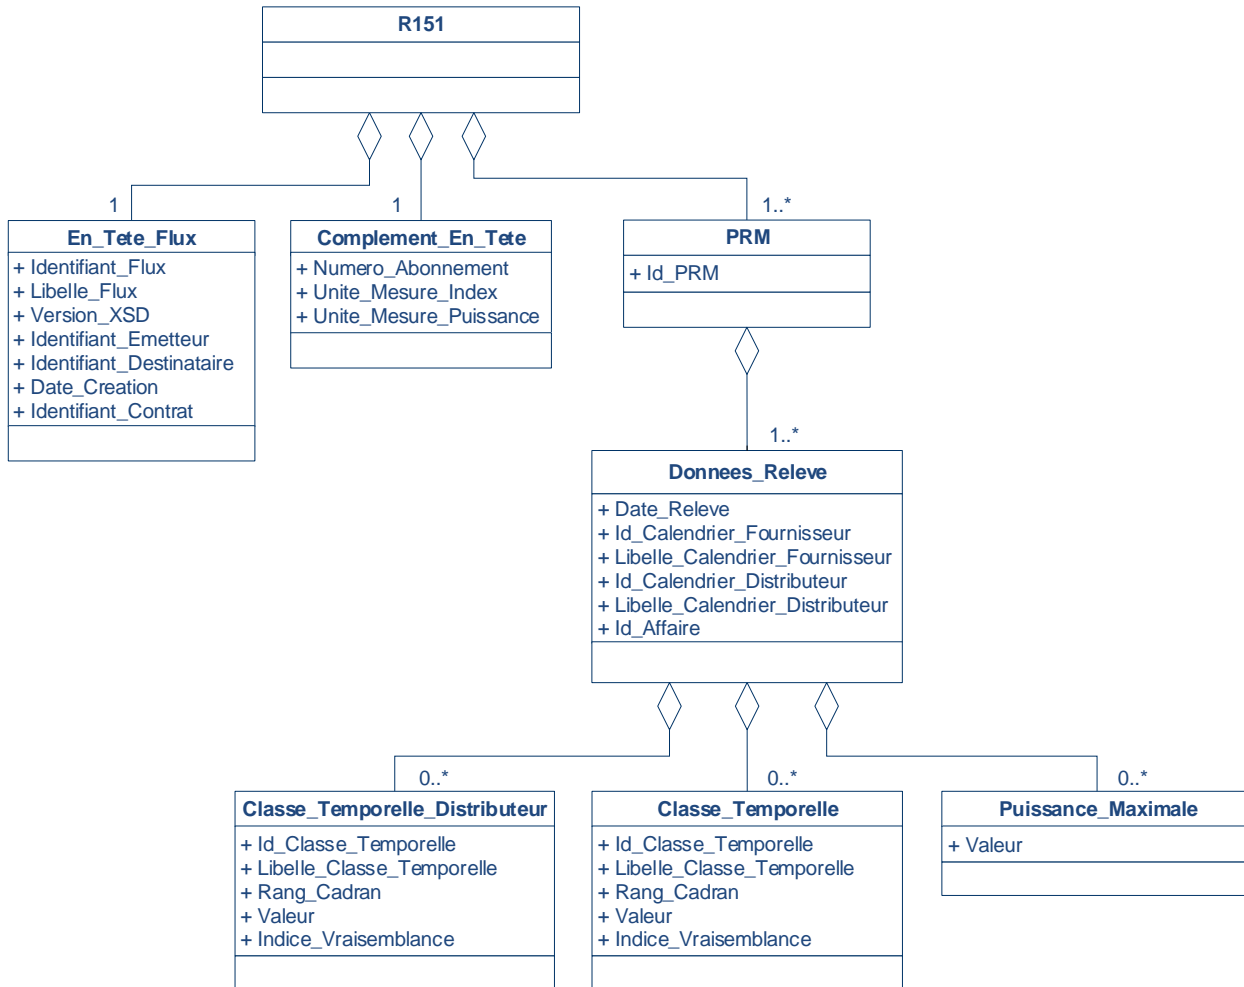 R151
1
1
1..*
En_Tete_Flux
+ Identifiant_Flux
+ Libelle_Flux
+ Version_XSD
+ Identifiant_Emetteur
+ Identifiant_Destinataire
+ Date_Creation
+ Identifiant_Contrat
Complement_En_Tete
+ Numero_Abonnement
+ Unite_Mesure_Index
+ Unite_Mesure_Puissance
PRM
+ Id_PRM
1..*
Donnees_Releve
+ Date_Releve
+ Id_Calendrier_Fournisseur
+ Libelle_Calendrier_Fournisseur
+ Id_Calendrier_Distributeur
+ Libelle_Calendrier_Distributeur
+ Id_Affaire
0..*
0..*
0..*
Classe_Temporelle_Distributeur
+ Id_Classe_Temporelle
+ Libelle_Classe_Temporelle
+ Rang_Cadran
+ Valeur
+ Indice_Vraisemblance
Classe_Temporelle
+ Id_Classe_Temporelle
+ Libelle_Classe_Temporelle
+ Rang_Cadran
+ Valeur
+ Indice_Vraisemblance
Puissance_Maximale
+ Valeur